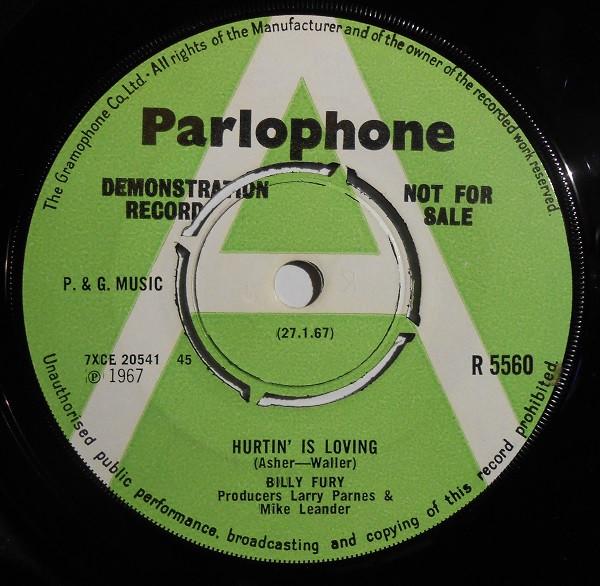 The Gramophone Co. Ltd. · All rights of the Manufacturer and of the owner of the recorded work reserved.
Parlophone
DEMONSTRATION
RECORD
NOT FOR
SALE
P. & G. MUSIC
(27.1.67)
7XCE 20541 45
℗ 1967
R 5560
HURTIN' IS LOVING
(Asher—Waller)
BILLY FURY
Producers Larry Parnes &
Mike Leander
Unauthorised public performance, broadcasting and copying of this record prohibited.
A